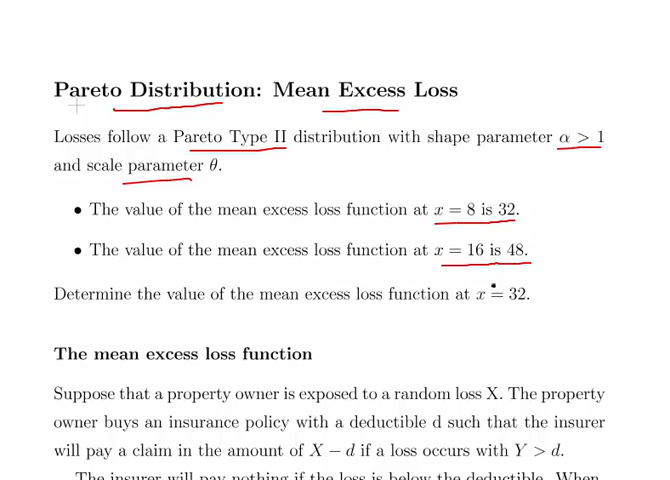 Pareto Distribution: Mean Excess Loss
Losses follow a Pareto Type II distribution with shape parameter α > 1
and scale parameter θ.
• The value of the mean excess loss function at x = 8 is 32.
• The value of the mean excess loss function at x = 16 is 48.
Determine the value of the mean excess loss function at x = 32.
The mean excess loss function
Suppose that a property owner is exposed to a random loss X. The property
owner buys an insurance policy with a deductible d such that the insurer
will pay a claim in the amount of X − d if a loss occurs with Y > d.
The insurer will pay nothing if the loss is below the deductible. When